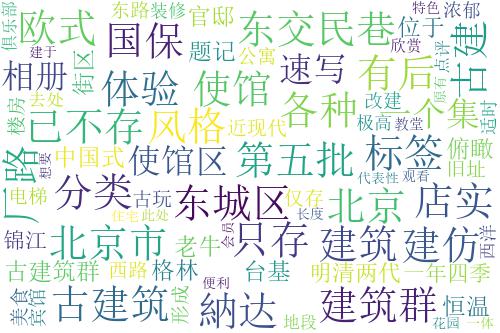 俱乐部
东路 装修
官邸
东交民巷
特色 浓郁
欧式
国保
题记
公寓
位于
欣赏
点评
古建
建于
街区
相册
体验
使馆
速写
有后
原有
楼房
去处
各种
改建
一个集
适时
已不存
风格
近现代
极高
教堂
想要
中国式
使馆区
第五批
标签
俯瞰
旧址
厂路
电梯
分类
古玩
仅存
代表性
观看
东城区
北京
店实
住宅
此处
会员
长度
锦江
北京市
老牛
只存
建筑
建仿
西洋
古建筑群
西路
格林
台基
明清两代
一年四季
美食
宾馆
古建筑
形成
納达
便利
地段
建筑群
恒温
花园
一体